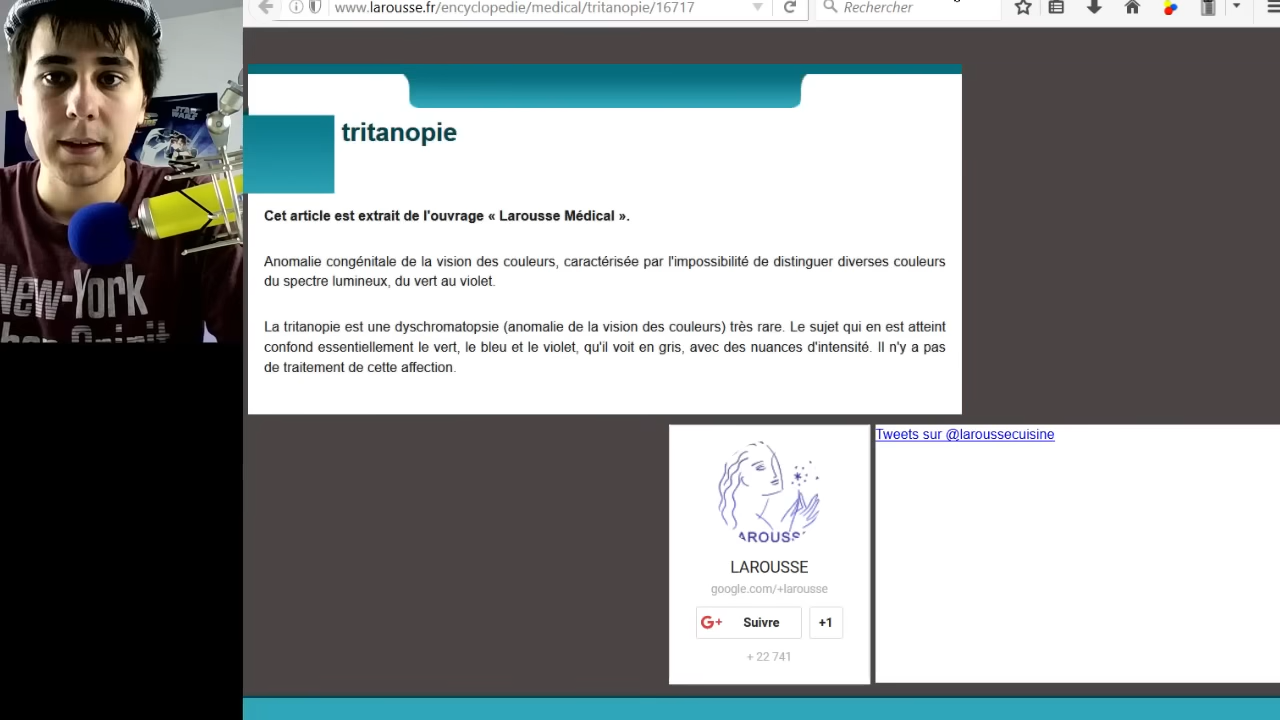 www.larousse.fr/encyclopedie/medical/tritanopie/16717
Rechercher
STAR
WARS
New-York
tritanopie
Cet article est extrait de l'ouvrage « Larousse Médical ».
Anomalie congénitale de la vision des couleurs, caractérisée par l'impossibilité de distinguer diverses couleurs
du spectre lumineux, du vert au violet.
La tritanopie est une dyschromatopsie (anomalie de la vision des couleurs) très rare. Le sujet qui en est atteint
confond essentiellement le vert, le bleu et le violet, qu'il voit en gris, avec des nuances d'intensité. Il n'y a pas
de traitement de cette affection.
Tweets sur @laroussecuisine
LAROUSSE
google.com/+larousse
G+ Suivre +1
+ 22 741